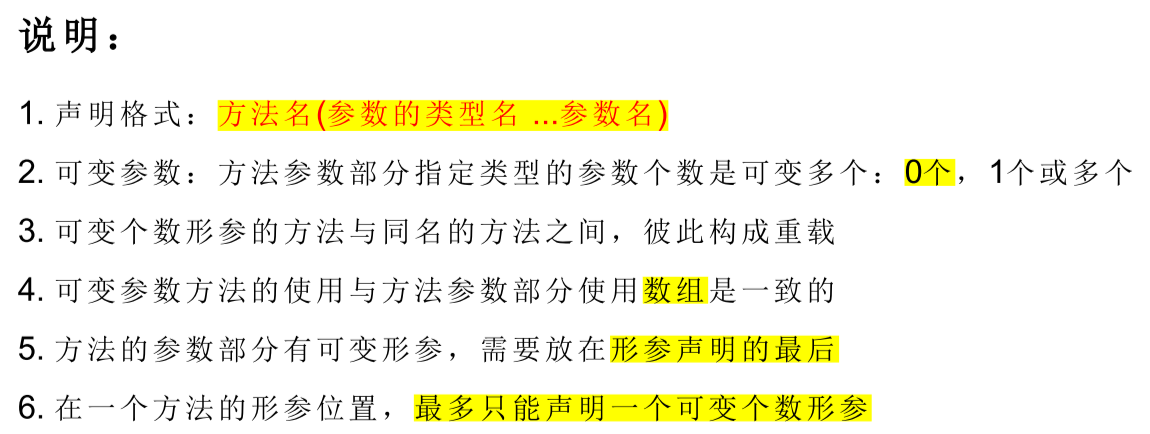 说明：
1. 声明格式：方法名(参数的类型名 ...参数名)
2. 可变参数：方法参数部分指定类型的参数个数是可变多个：0个，1个或多个
3. 可变个数形参的方法与同名的方法之间，彼此构成重载
4. 可变参数方法的使用与方法参数部分使用数组是一致的
5. 方法的参数部分有可变形参，需要放在形参声明的最后
6. 在一个方法的形参位置，最多只能声明一个可变个数形参